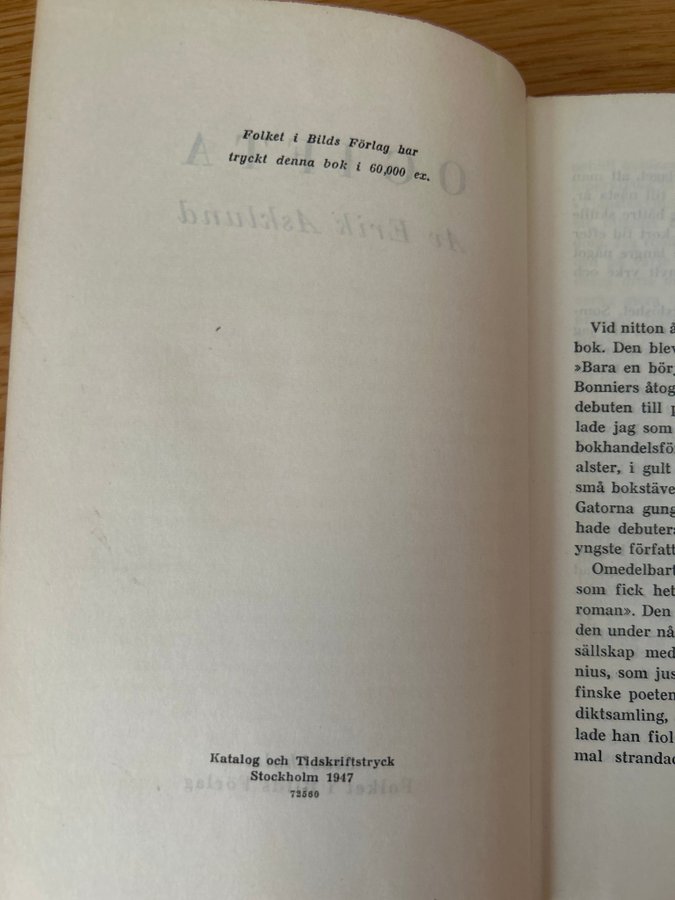 Folket i Bilds Förlag har
tryckt denna bok i 60,000 ex.
Katalog och Tidskriftstryck
Stockholm 1947
72560
Vid nitton å
bok. Den blev
»Bara en börj
Bonniers åtog
debuten till p
lade jag som
bokhandelsfö
alster, i gult
små bokstäve
Gatorna gung
hade debutera
yngste författ
Omedelbart
som fick het
roman». Den
den under nå
sällskap med
nius, som jus
finske poeten
diktsamling,
lade han fiol
mal strandad